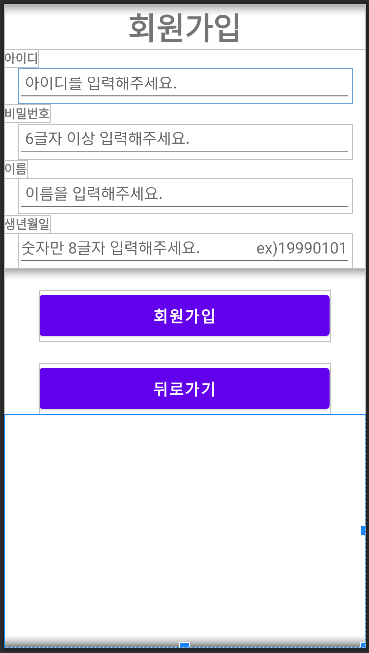 회원가입
아이디
아이디를 입력해주세요.
비밀번호
6글자 이상 입력해주세요.
이름
이름을 입력해주세요.
생년월일
숫자만 8글자 입력해주세요. ex)19990101
회원가입
뒤로가기